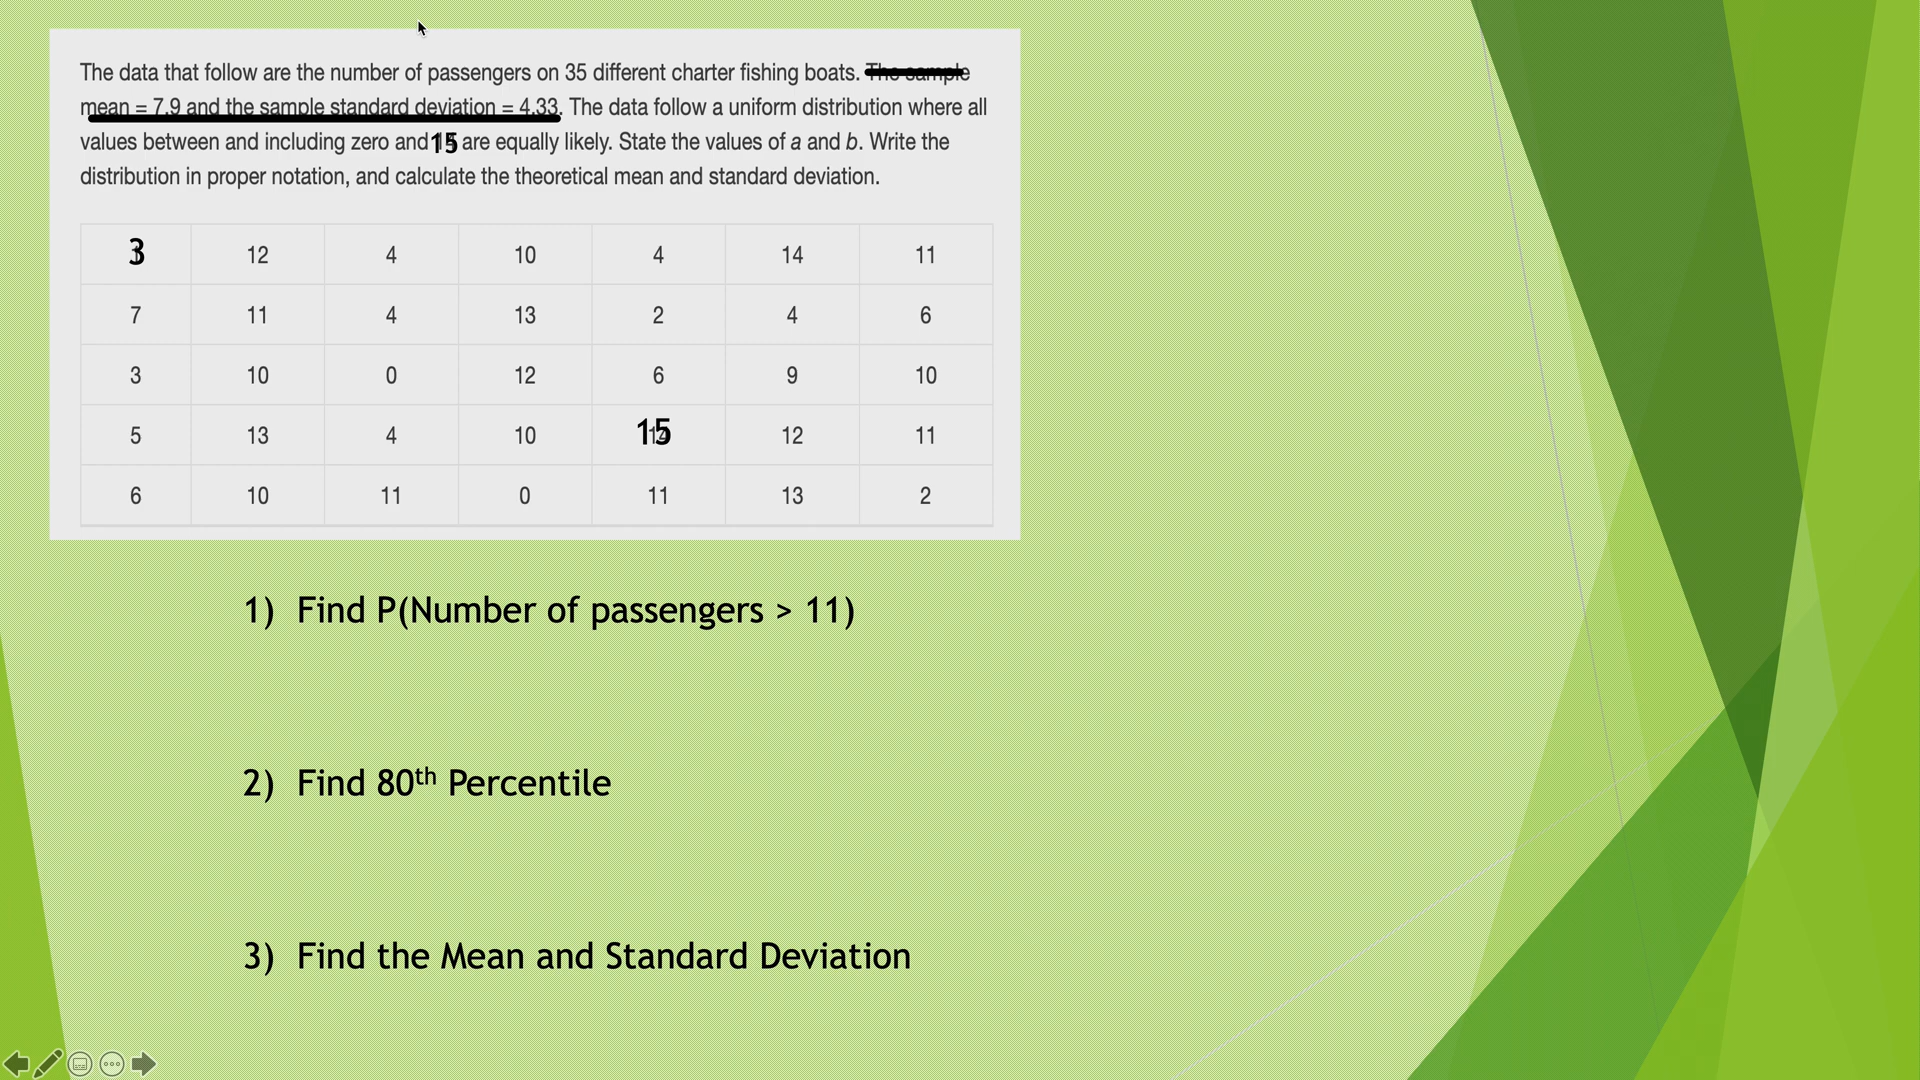 The data that follow are the number of passengers on 35 different charter fishing boats. The sample
mean = 7.9 and the sample standard deviation = 4.33. The data follow a uniform distribution where all
values between and including zero and 15 are equally likely. State the values of a and b. Write the
distribution in proper notation, and calculate the theoretical mean and standard deviation.
3 12 4 10 4 14 11
7 11 4 13 2 4 6
3 10 0 12 6 9 10
5 13 4 10 15 12 11
6 10 11 0 11 13 2
1) Find P(Number of passengers > 11)
2) Find 80th Percentile
3) Find the Mean and Standard Deviation